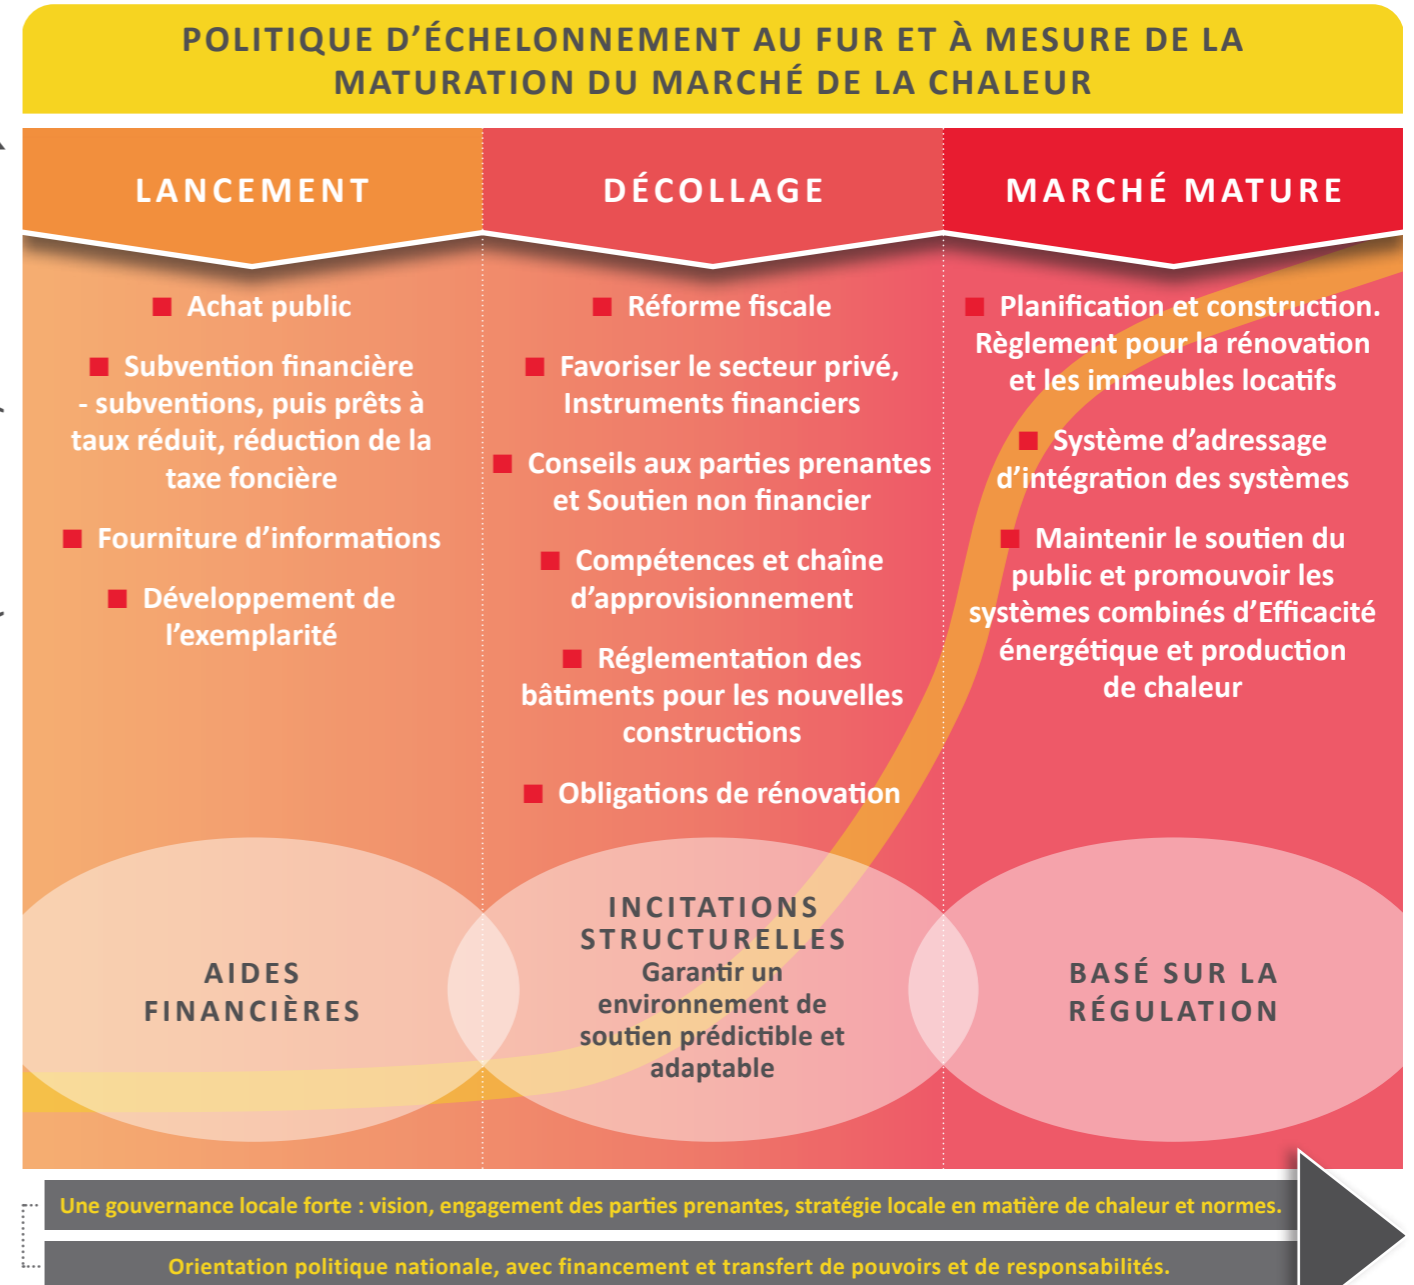 POLITIQUE D’ÉCHELONNEMENT AU FUR ET À MESURE DE LA
MATURATION DU MARCHÉ DE LA CHALEUR
LANCEMENT
■ Achat public
■ Subvention financière
- subventions, puis prêts à
taux réduit, réduction de la
taxe foncière
■ Fourniture d’informations
■ Développement de
l’exemplarité
AIDES
FINANCIÈRES
DÉCOLLAGE
■ Réforme fiscale
■ Favoriser le secteur privé,
Instruments financiers
■ Conseils aux parties prenantes
et Soutien non financier
■ Compétences et chaîne
d’approvisionnement
■ Réglementation des
bâtiments pour les nouvelles
constructions
■ Obligations de rénovation
INCITATIONS
STRUCTURELLES
Garantir un
environnement de
soutien prédictible et
adaptable
MARCHÉ MATURE
■ Planification et construction.
Règlement pour la rénovation
et les immeubles locatifs
■ Système d’adressage
d’intégration des systèmes
■ Maintenir le soutien du
public et promouvoir les
systèmes combinés d’Efficacité
énergétique et production
de chaleur
BASÉ SUR LA
RÉGULATION
Une gouvernance locale forte : vision, engagement des parties prenantes, stratégie locale en matière de chaleur et normes.
Orientation politique nationale, avec financement et transfert de pouvoirs et de responsabilités.